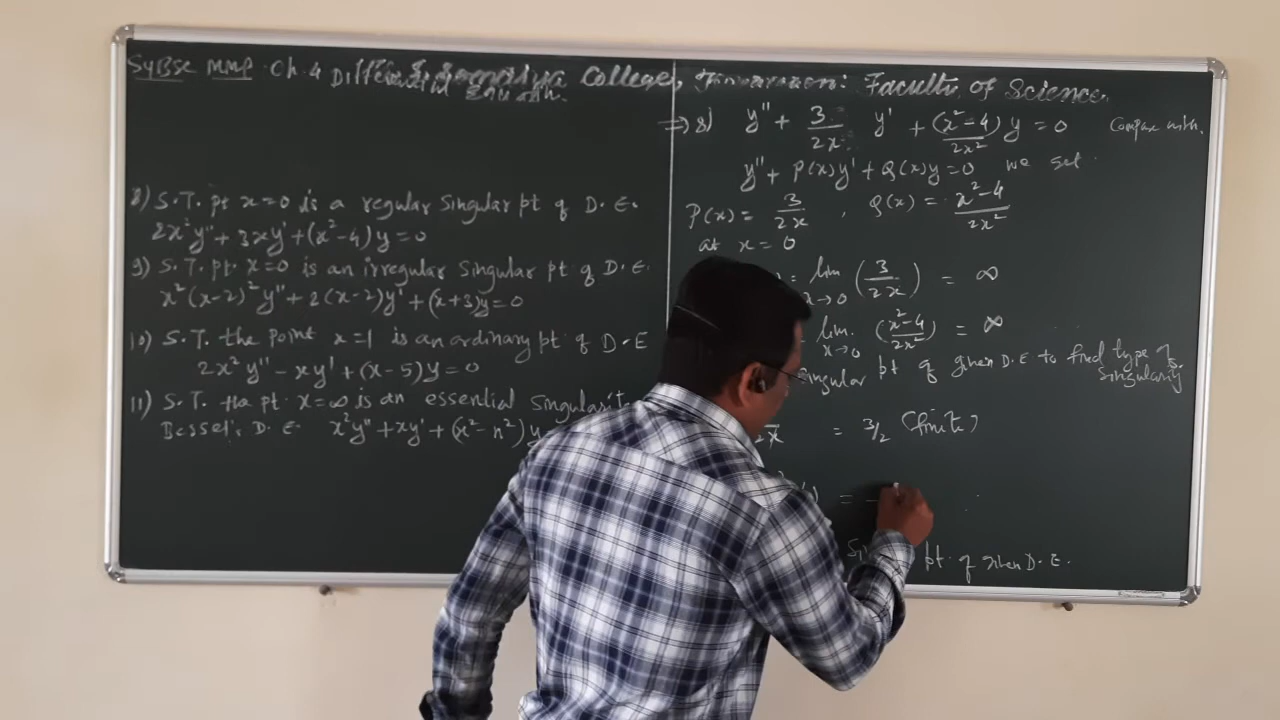 SyBSc MMP Ch. 4 Differential Equation.
College, Faculty of Science.
8) S.T. pt x=0 is a regular singular pt of D.E.
2x²y″ + 3xy′ + (x²-4)y = 0
9) S.T. pt. x=0 is an irregular singular pt of D.E.
x²(x-2)²y″ + 2(x-2)y′ + (x+3)y = 0
10) S.T. the point x=1 is an ordinary pt of D.E
2x²y″ - xy′ + (x-5)y = 0
11) S.T. the pt. x=∞ is an essential singularity
Bessel's D.E. x²y″ + xy′ + (x²-n²)y
⇒ 8) y″ + 3/2x y′ + (x²-4)/2x² y = 0 Compare with.
y″ + P(x)y′ + Q(x)y = 0 we get.
P(x) = 3/2x , Q(x) = x²-4/2x²
at x = 0
= lim x→0 (3/2x) = ∞
lim. x→0 (x²-4/2x²) = ∞
singular pt of given D.E to find type of singularity
= 3/2 (finite)
= -
pt of given D.E.